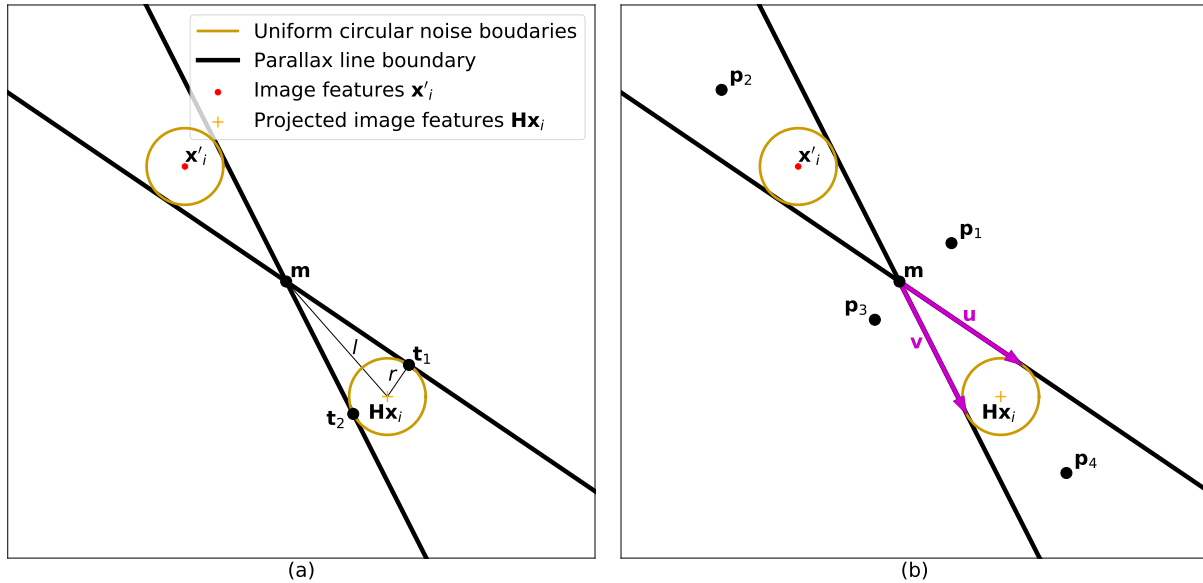 Uniform circular noise boudaries
Parallax line boundary
Image features x'ᵢ
Projected image features Hxᵢ
x'ᵢ
m
l
r
t₁
t₂
Hxᵢ
(a)
p₂
x'ᵢ
p₁
m
p₃
u
v
Hxᵢ
p₄
(b)